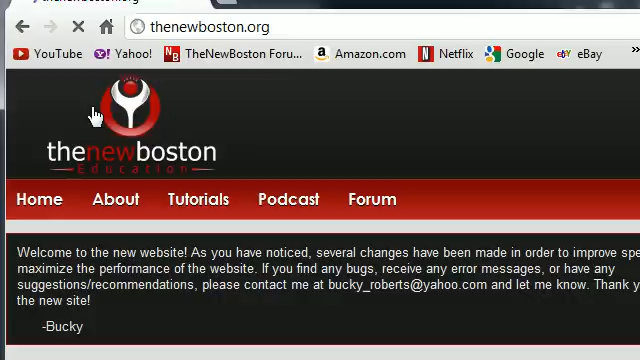 thenewboston.org
YouTube Yahoo! TheNewBoston Foru... Amazon.com Netflix Google eBay »
thenewboston
Education
Home About Tutorials Podcast Forum
Welcome to the new website! As you have noticed, several changes have been made in order to improve spe
maximize the performance of the website. If you find any bugs, receive any error messages, or have any
suggestions/recommendations, please contact me at bucky_roberts@yahoo.com and let me know. Thank y
the new site!
-Bucky